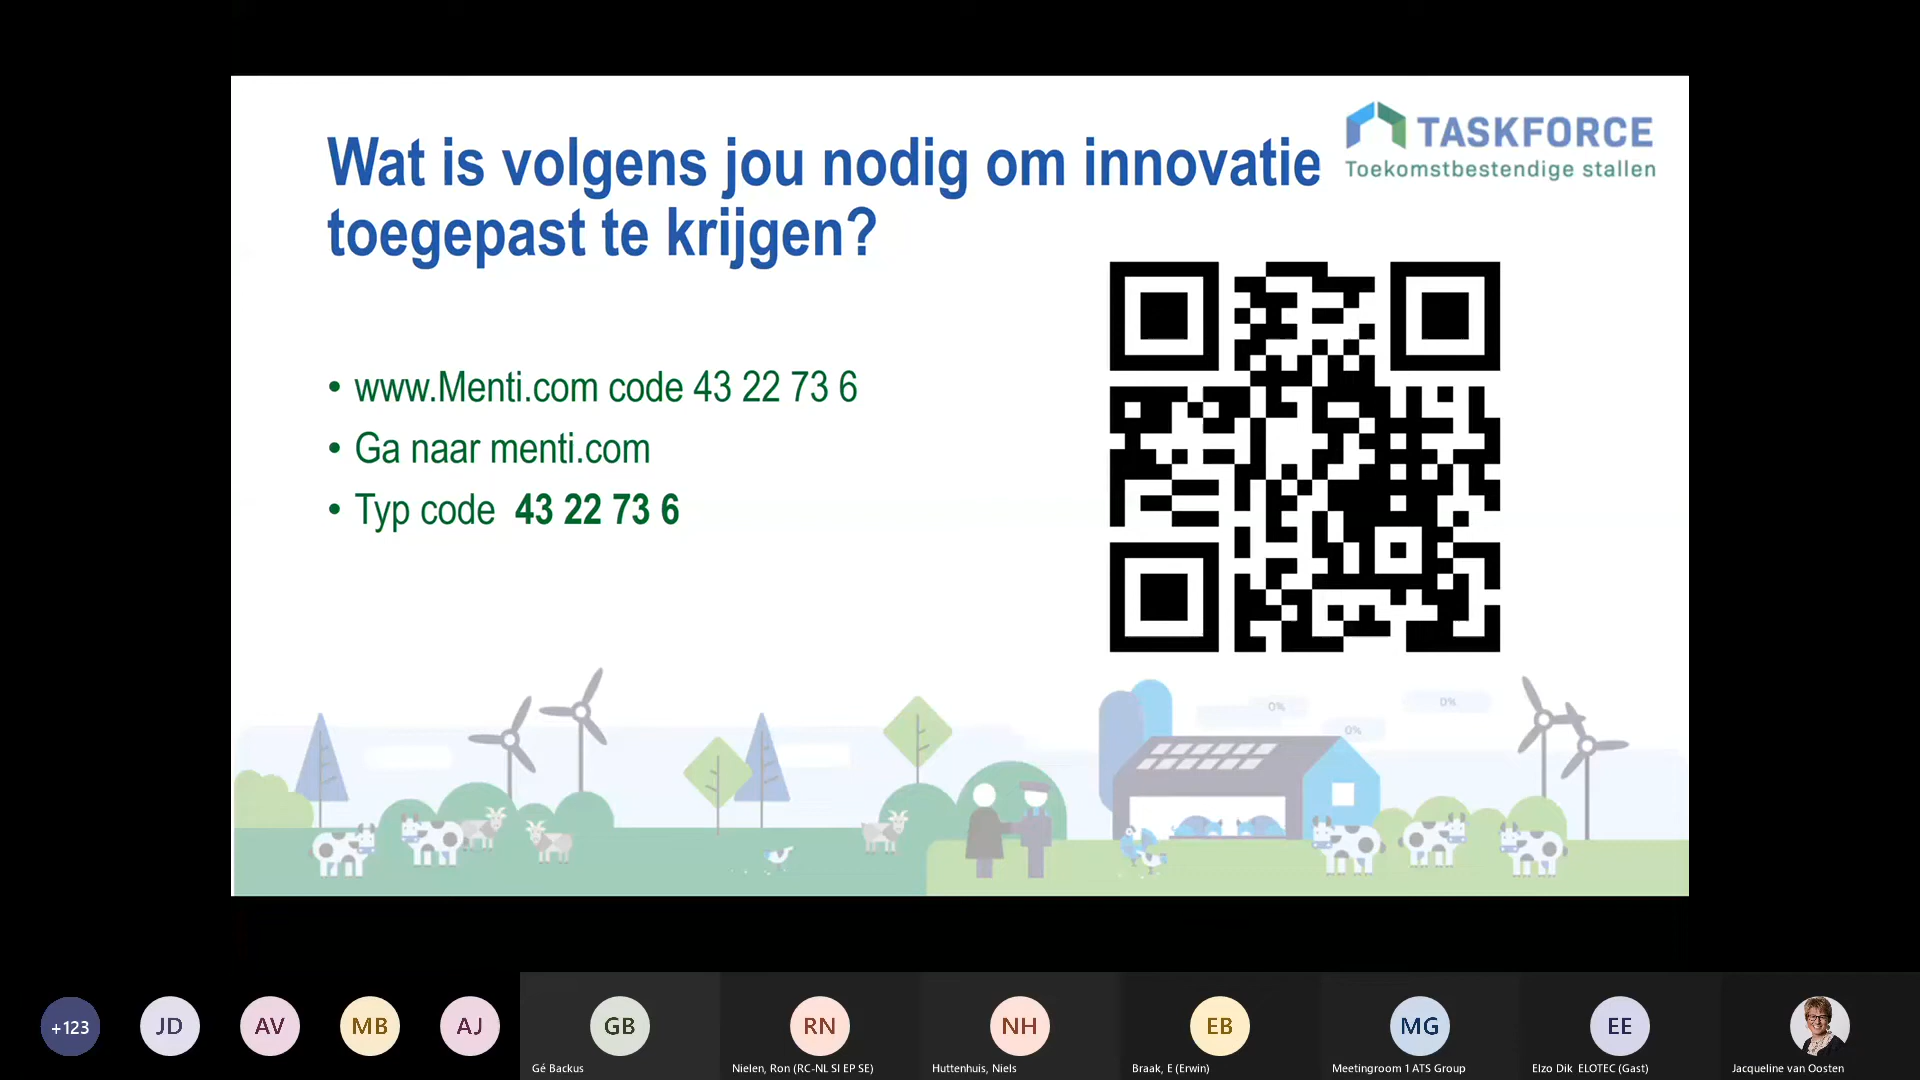 Wat is volgens jou nodig om innovatie
toegepast te krijgen?
TASKFORCE
Toekomstbestendige stallen
• www.Menti.com code 43 22 73 6
• Ga naar menti.com
• Typ code 43 22 73 6
0%
0%
0%
+123
JD
AV
MB
AJ
GB
RN
NH
EB
MG
EE
Gé Backus
Nielen, Ron (RC-NL SI EP SE)
Huttenhuis, Niels
Braak, E (Erwin)
Meetingroom 1 ATS Group
Elzo Dik ELOTEC (Gast)
Jacqueline van Oosten